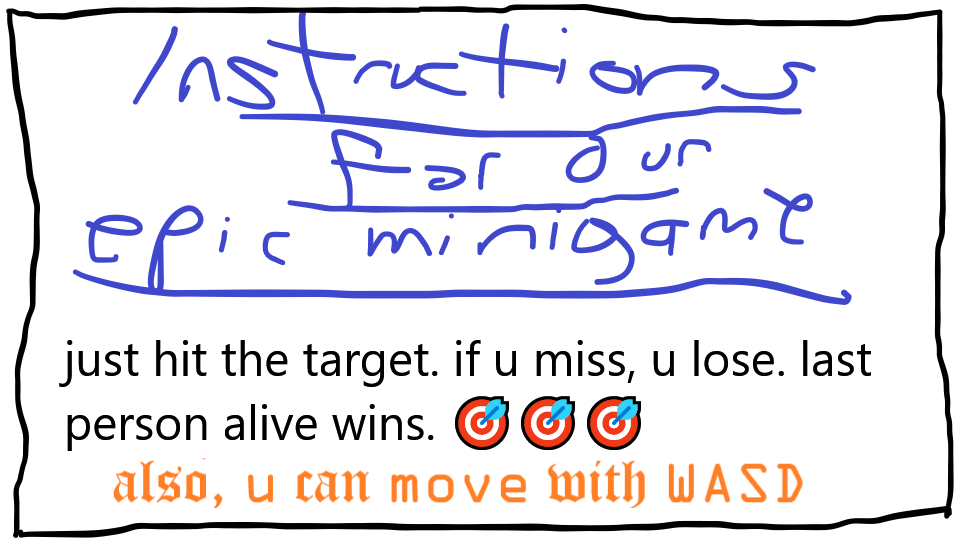 Instructions
for our
epic minigame
just hit the target. if u miss, u lose. last
person alive wins. 🎯🎯🎯
also, u can move with WASD